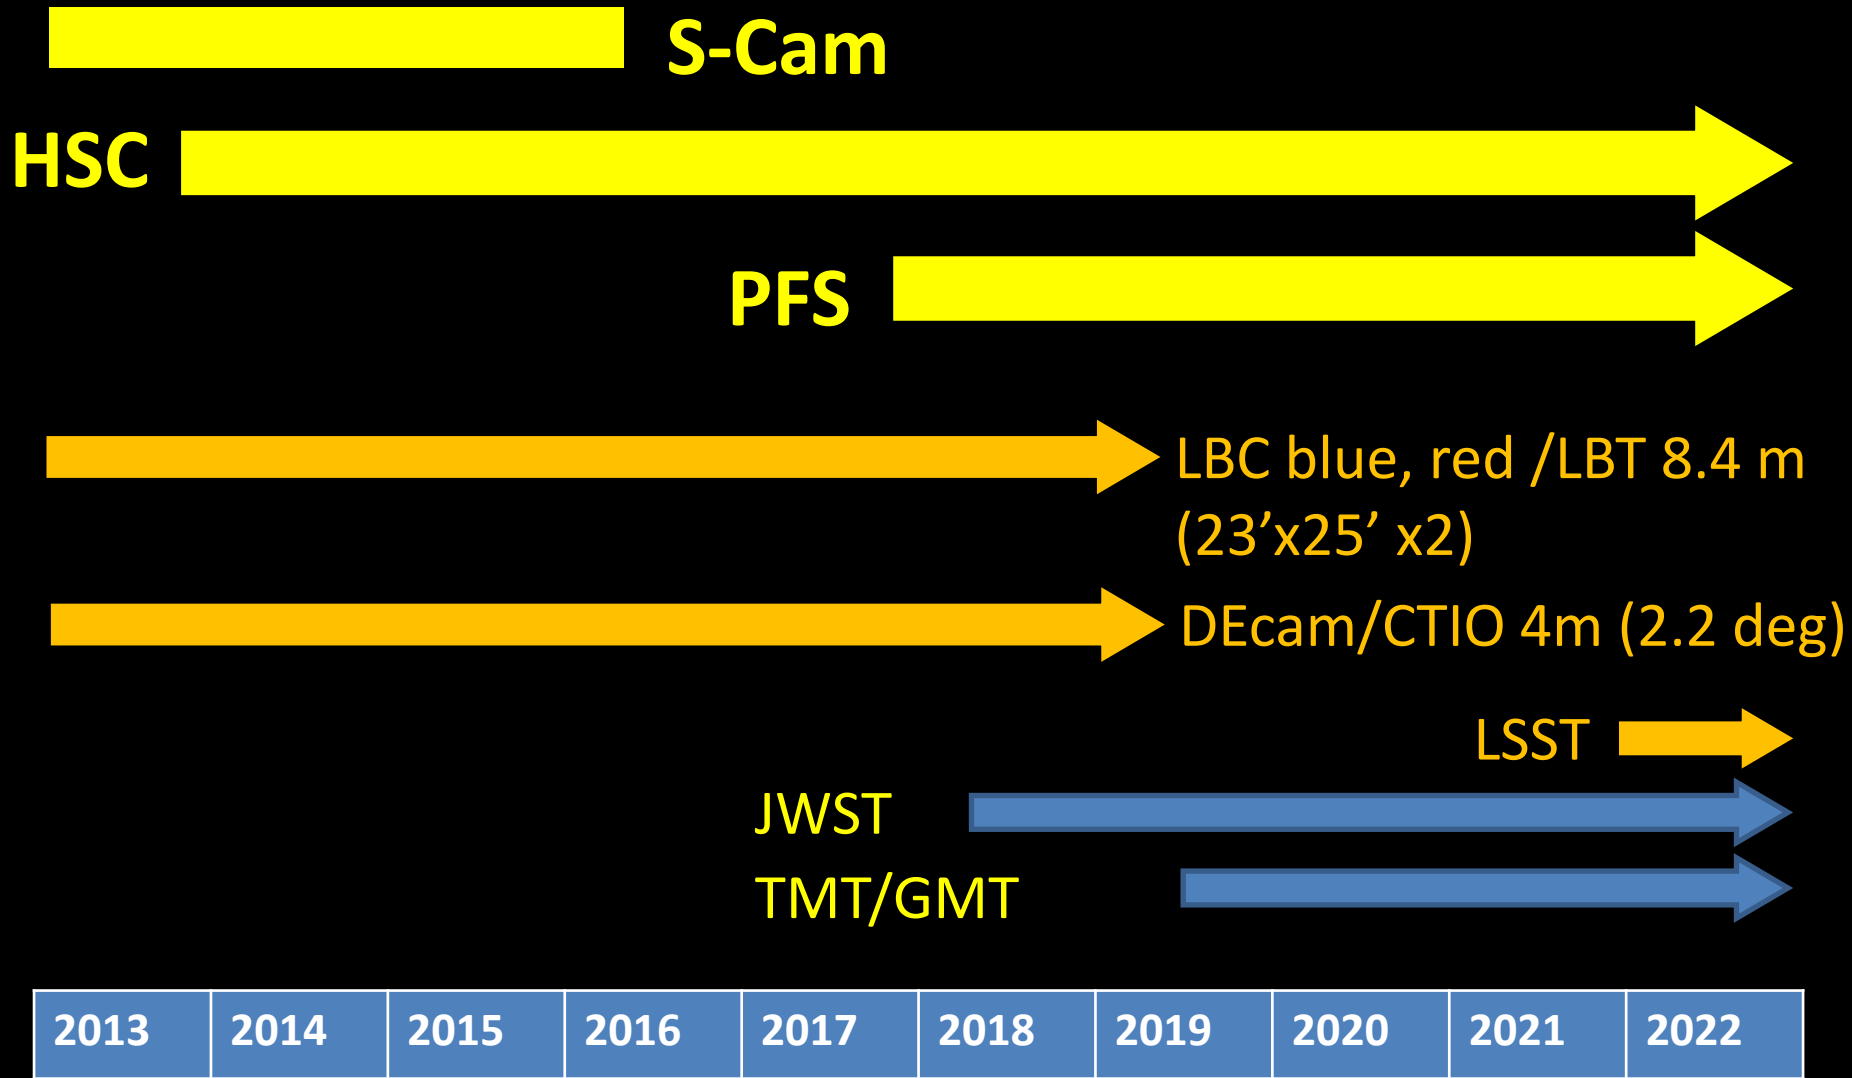 S-Cam
HSC
PFS
LBC blue, red /LBT 8.4 m
(23’x25’ x2)
DEcam/CTIO 4m (2.2 deg)
LSST
JWST
TMT/GMT
2013 2014 2015 2016 2017 2018 2019 2020 2021 2022